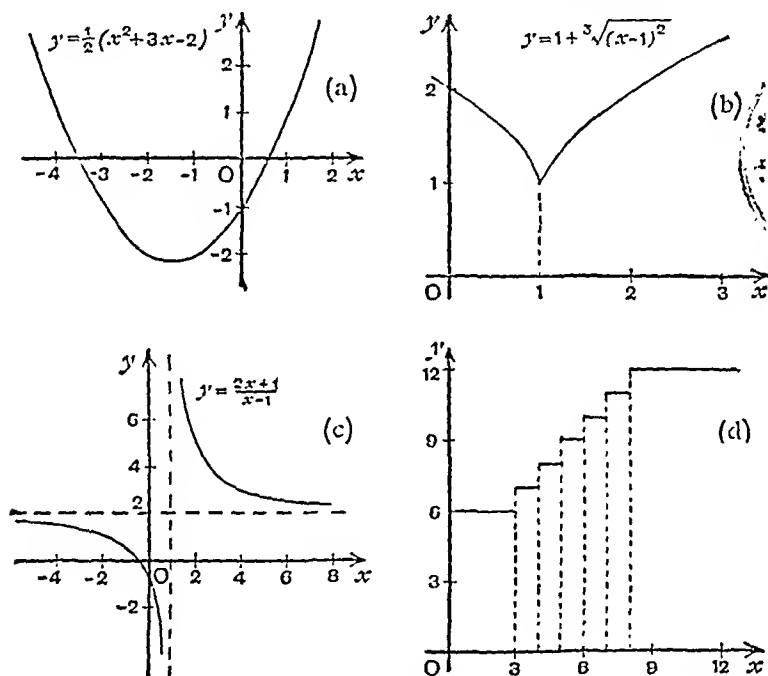 y
y=½(x²+3x-2)
2
1
(a)
-4 -3 -2 -1 O 1 2 x
-1
-2
y
y=1+³√(x-1)²
2
(b)
1
O 1 2 3 x
y
y=(2x+1)/(x-1)
6
4
(c)
2
-4 -2 O 2 4 6 8 x
-2
y
12
9
(d)
6
3
O 3 6 9 12 x